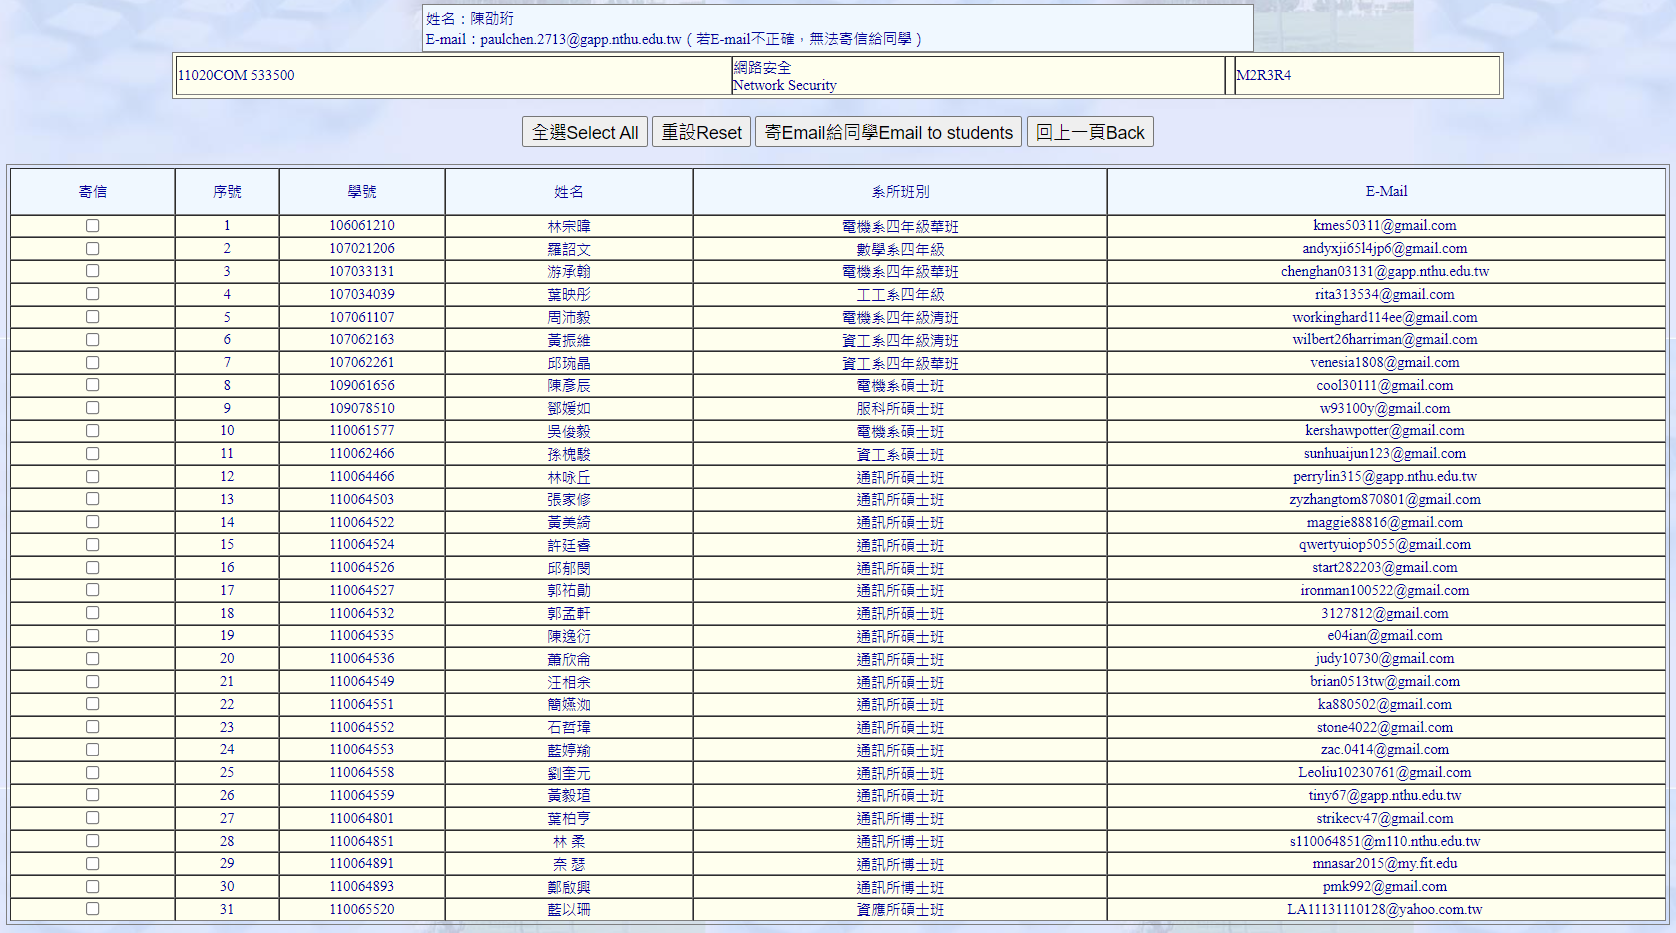 姓名：陳劭珩
E-mail：paulchen.2713@gapp.nthu.edu.tw ( 若E-mail不正確，無法寄信給同學 )
11020COM 533500 網路安全 M2R3R4
Network Security
全選Select All 重設Reset 寄Email給同學Email to students 回上一頁Back
寄信 序號 學號 姓名 系所班別 E-Mail
1 106061210 林宗暐 電機系四年級華班 kmes50311@gmail.com
2 107021206 羅詔文 數學系四年級 andyxji65l4jp6@gmail.com
3 107033131 游承翰 電機系四年級華班 chenghan03131@gapp.nthu.edu.tw
4 107034039 葉映彤 工工系四年級 rita313534@gmail.com
5 107061107 周沛毅 電機系四年級清班 workinghard114ee@gmail.com
6 107062163 黃振維 資工系四年級清班 wilbert26harriman@gmail.com
7 107062261 邱琬晶 資工系四年級華班 venesia1808@gmail.com
8 109061656 陳彥辰 電機系碩士班 cool30111@gmail.com
9 109078510 鄧媛如 服科所碩士班 w93100y@gmail.com
10 110061577 吳俊毅 電機系碩士班 kershawpotter@gmail.com
11 110062466 孫槐駿 資工系碩士班 sunhuaijun123@gmail.com
12 110064466 林咏丘 通訊所碩士班 perrylin315@gapp.nthu.edu.tw
13 110064503 張家修 通訊所碩士班 zyzhangtom870801@gmail.com
14 110064522 黃美綺 通訊所碩士班 maggie88816@gmail.com
15 110064524 許廷睿 通訊所碩士班 qwertyuiop5055@gmail.com
16 110064526 邱郁閔 通訊所碩士班 start282203@gmail.com
17 110064527 郭祐勛 通訊所碩士班 ironman100522@gmail.com
18 110064532 郭孟軒 通訊所碩士班 3127812@gmail.com
19 110064535 陳逸衍 通訊所碩士班 e04ian@gmail.com
20 110064536 蕭欣侖 通訊所碩士班 judy10730@gmail.com
21 110064549 汪相佘 通訊所碩士班 brian0513tw@gmail.com
22 110064551 簡嬿洳 通訊所碩士班 ka880502@gmail.com
23 110064552 石哲瑋 通訊所碩士班 stone4022@gmail.com
24 110064553 藍婷羭 通訊所碩士班 zac.0414@gmail.com
25 110064558 劉奎元 通訊所碩士班 Leoliu10230761@gmail.com
26 110064559 黃毅瑄 通訊所碩士班 tiny67@gapp.nthu.edu.tw
27 110064801 葉柏亨 通訊所博士班 strikecv47@gmail.com
28 110064851 林 柔 通訊所博士班 s110064851@m110.nthu.edu.tw
29 110064891 奈 瑟 通訊所博士班 mnasar2015@my.fit.edu
30 110064893 鄭啟興 通訊所博士班 pmk992@gmail.com
31 110065520 藍以珊 資應所碩士班 LA11131110128@yahoo.com.tw